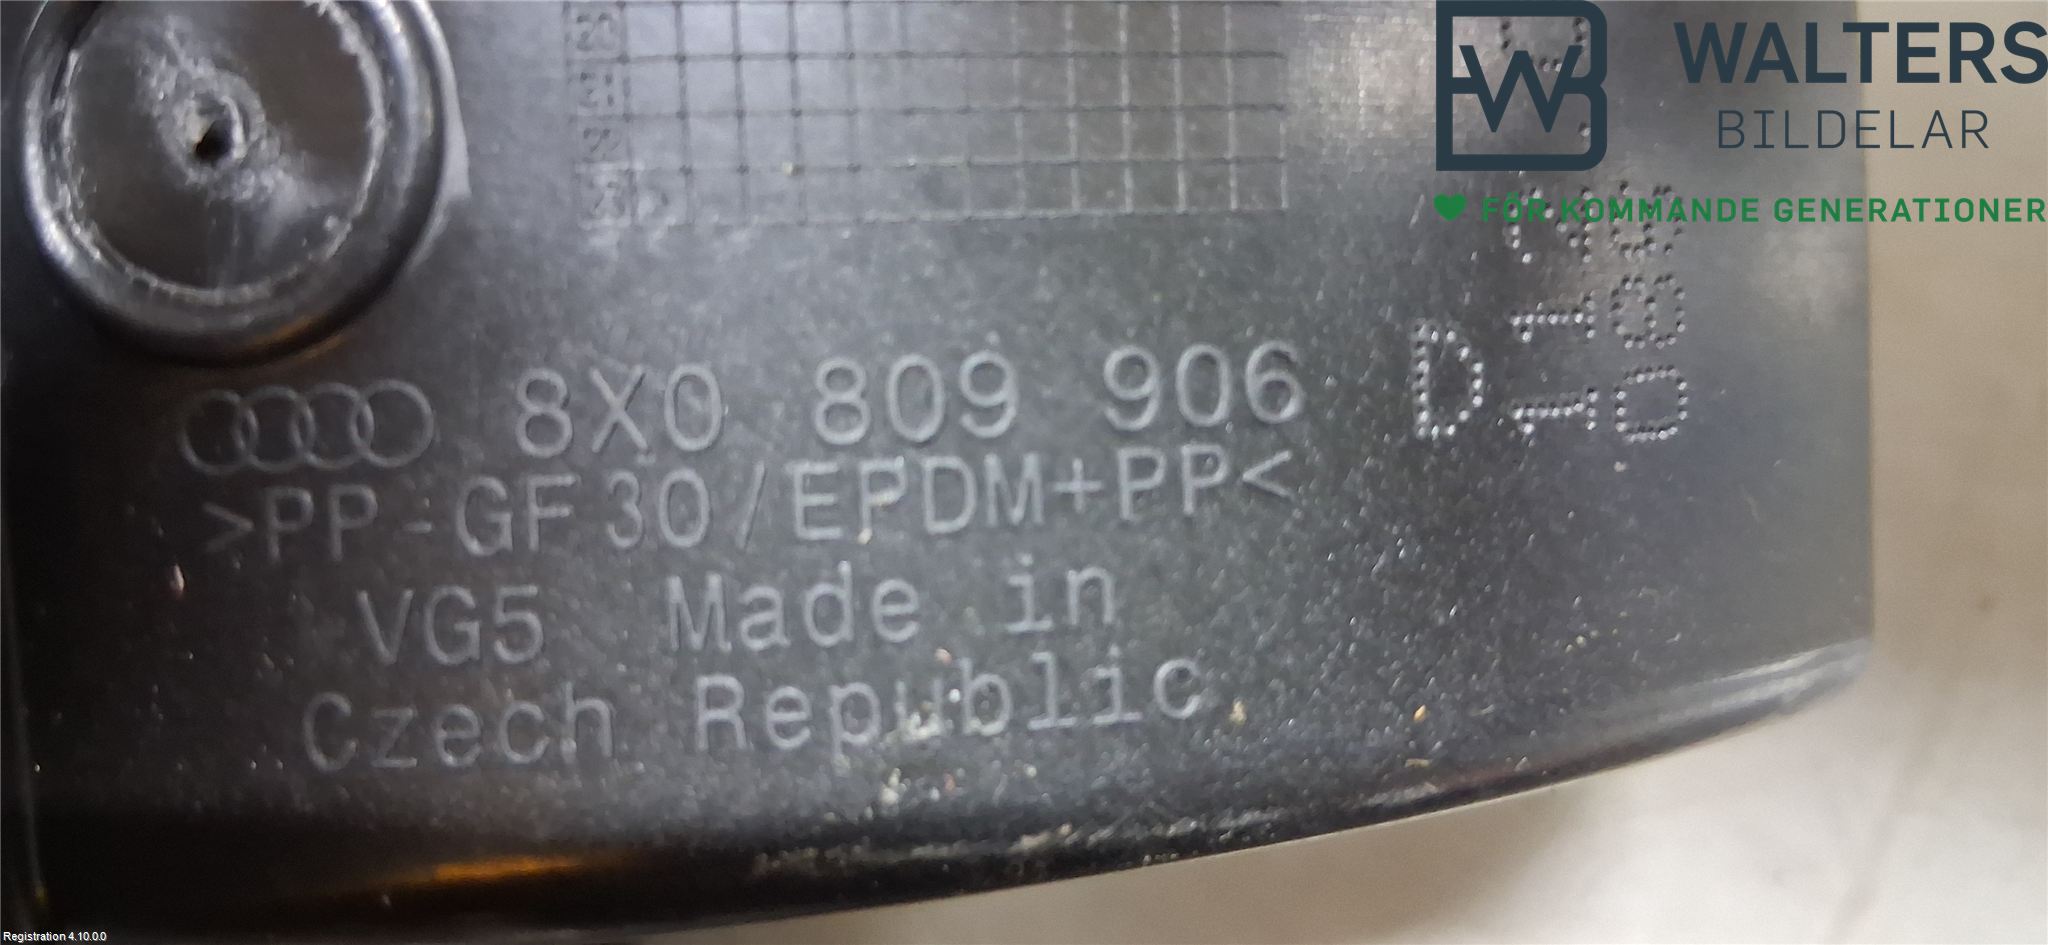 WALTERS
BILDELAR
FÖR KOMMANDE GENERATIONER
8X0 809 906
>PP-GF30/EPDM+PP<
VG5 Made in
Czech Republic
D
Registration 4.10.0.0